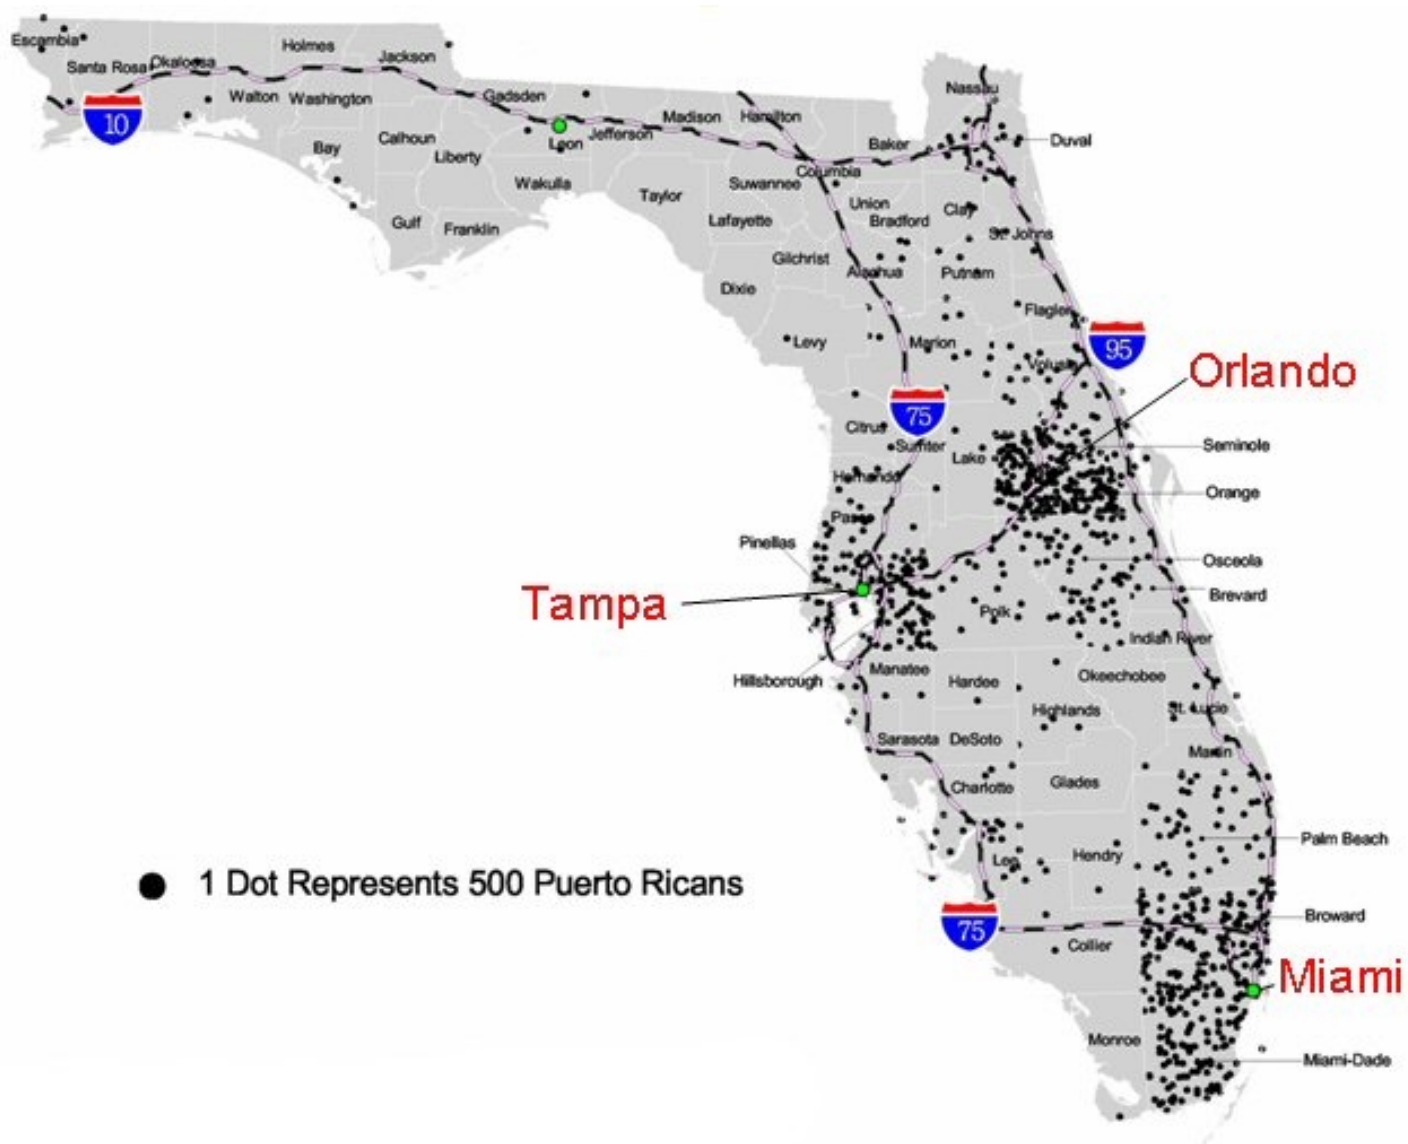 Escambia
Santa Rosa
Okaloosa
Holmes
Jackson
Walton
Washington
Gadsden
10
Calhoun
Liberty
Bay
Leon
Jefferson
Madison
Hamilton
Nassau
Baker
Duval
Wakulla
Taylor
Suwannee
Columbia
Gulf
Franklin
Lafayette
Union
Bradford
Clay
St. Johns
Gilchrist
Alachua
Putnam
Dixie
Flagler
Levy
Marion
95
Volusia
Orlando
75
Citrus
Sumter
Lake
Seminole
Hernando
Orange
Pasco
Pinellas
Osceola
Tampa
Brevard
Polk
Indian River
Hillsborough
Manatee
Hardee
Okeechobee
Highlands
St. Lucie
Sarasota
DeSoto
Martin
Charlotte
Glades
Palm Beach
Lee
Hendry
1 Dot Represents 500 Puerto Ricans
75
Broward
Collier
Miami
Monroe
Miami-Dade